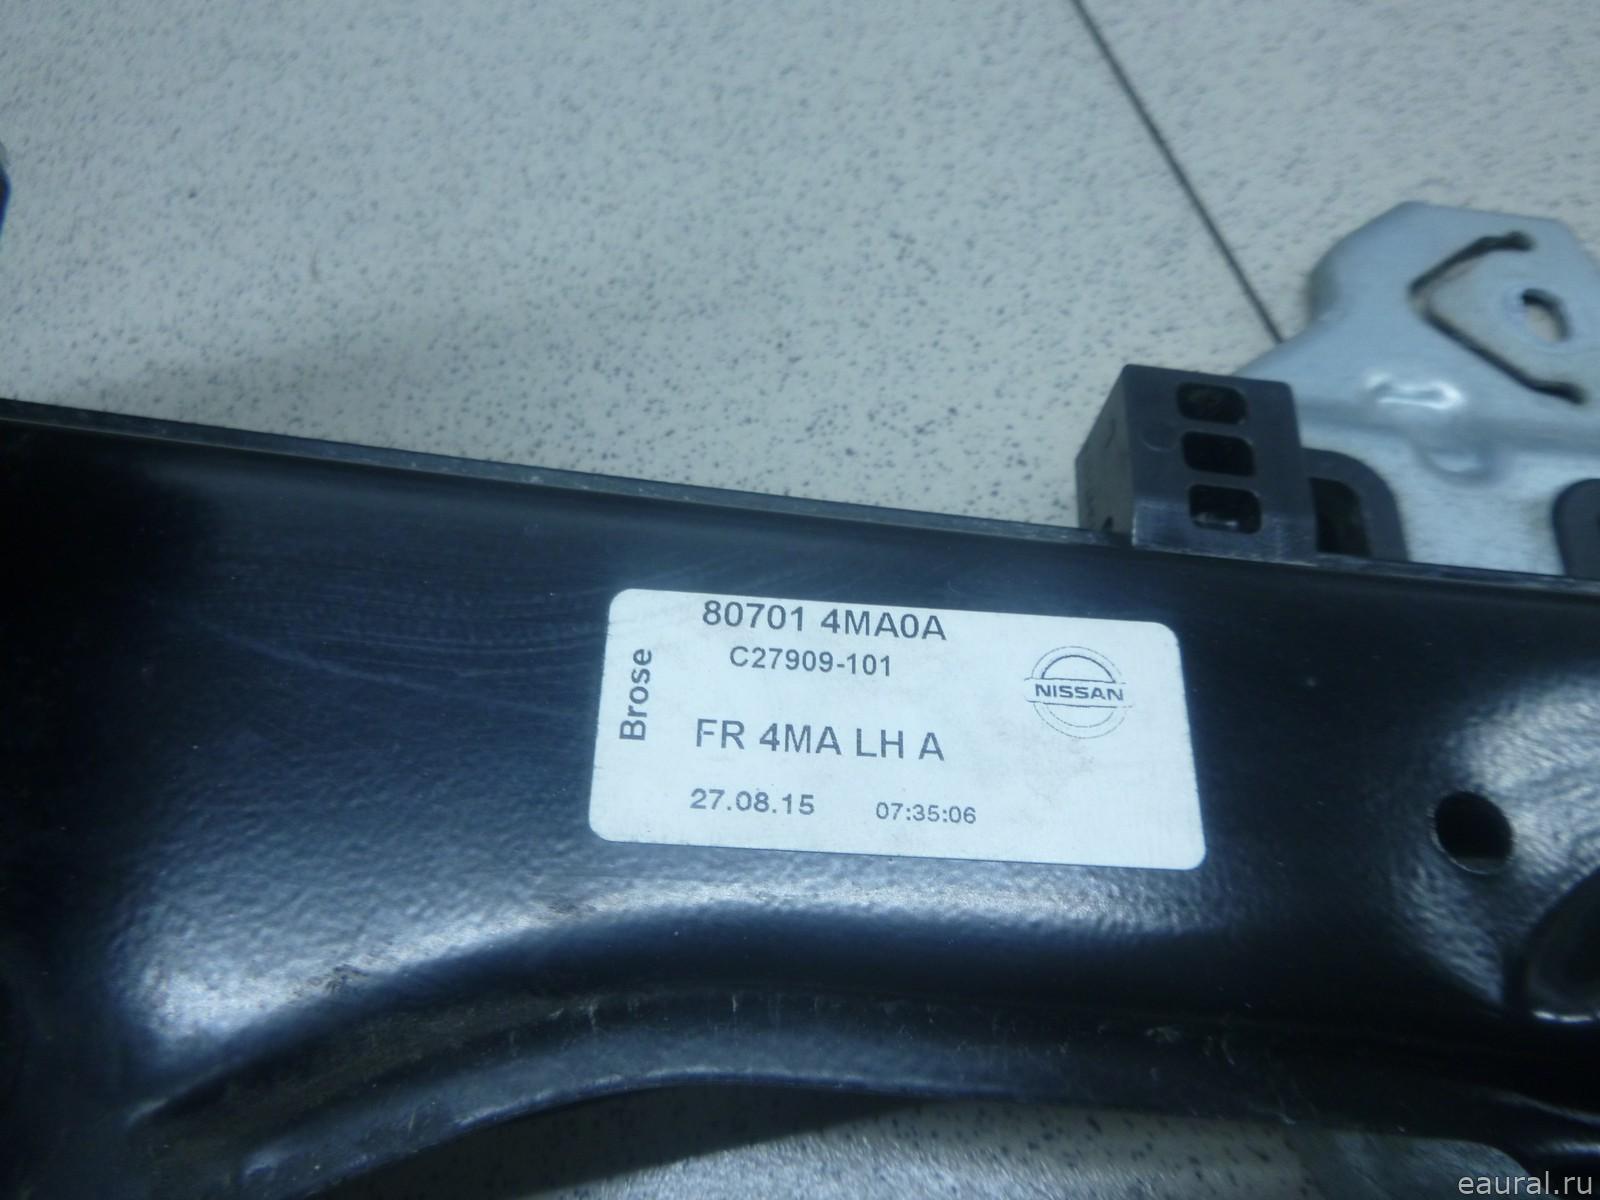 80701 4MA0A
C27909-101
Brose
NISSAN
FR 4MA LH A
27.08.15 07:35:06
eaural.ru